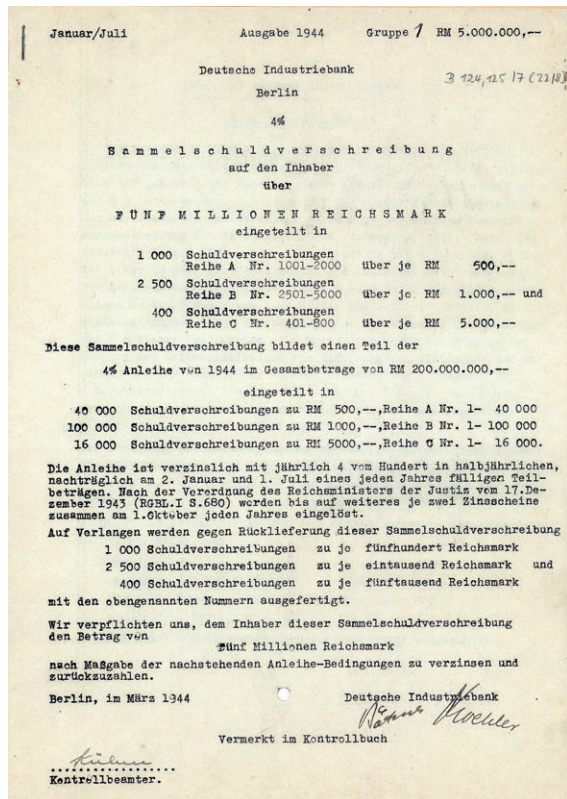 Januar/Juli Ausgabe 1944 Gruppe 1 RM 5.000.000,--
Deutsche Industriebank
B 124,125/7 (22/8)
Berlin
4%
Sammelschuldverschreibung
auf den Inhaber
über
FÜNF MILLIONEN REICHSMARK
eingeteilt in
1 000 Schuldverschreibungen
Reihe A Nr. 1001-2000 über je RM 500,--
2 500 Schuldverschreibungen
Reihe B Nr. 2501-5000 über je RM 1.000,-- und
400 Schuldverschreibungen
Reihe C Nr. 401-800 über je RM 5.000,--
Diese Sammelschuldverschreibung bildet einen Teil der
4% Anleihe von 1944 im Gesamtbetrage von RM 200.000.000,--
eingeteilt in
40 000 Schuldverschreibungen zu RM 500,--,Reihe A Nr. 1- 40 000
100 000 Schuldverschreibungen zu RM 1000,--,Reihe B Nr. 1-100 000
16 000 Schuldverschreibungen zu RM 5000,--,Reihe C Nr. 1- 16 000.
Die Anleihe ist verzinslich mit jährlich 4 vom Hundert in halbjährlichen,
nachträglich am 2. Januar und 1. Juli eines jeden Jahres fälligen Teil-
beträgen. Nach der Verordnung des Reichsministers der Justiz vom 17.De-
zember 1943 (RGBL.I S.680) werden bis auf weiteres je zwei Zinsscheine
zusammen am 1.Oktober jeden Jahres eingelöst.
Auf Verlangen werden gegen Rücklieferung dieser Sammelschuldverschreibung
1 000 Schuldverschreibungen zu je fünfhundert Reichsmark
2 500 Schuldverschreibungen zu je eintausend Reichsmark und
400 Schuldverschreibungen zu je fünftausend Reichsmark
mit den obengenannten Nummern ausgefertigt.
Wir verpflichten uns, dem Inhaber dieser Sammelschuldverschreibung
den Betrag von
Fünf Millionen Reichsmark
nach Maßgabe der nachstehenden Anleihe-Bedingungen zu verzinsen und
zurückzuzahlen.
Berlin, im März 1944 Deutsche Industriebank
Koehler
Vermerkt im Kontrollbuch
Kühn
Kontrollbeamter.